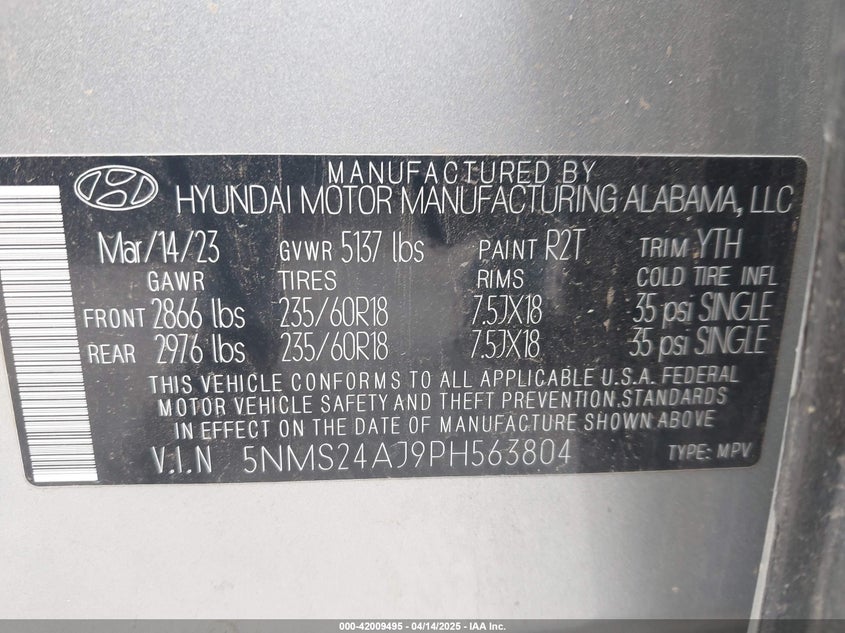 MANUFACTURED BY
HYUNDAI MOTOR MANUFACTURING ALABAMA, LLC
Mar/14/23 GVWR 5137 lbs PAINT R2T TRIM YTH
GAWR TIRES RIMS COLD TIRE INFL
FRONT 2866 lbs 235/60R18 7.5JX18 35 psi SINGLE
REAR 2976 lbs 235/60R18 7.5JX18 35 psi SINGLE
THIS VEHICLE CONFORMS TO ALL APPLICABLE U.S.A. FEDERAL
MOTOR VEHICLE SAFETY AND THEFT PREVENTION STANDARDS
IN EFFECT ON THE DATE OF MANUFACTURE SHOWN ABOVE
V.I.N 5NMS24AJ9PH563804 TYPE: MPV
000-42009495 - 04/14/2025 - IAA Inc.